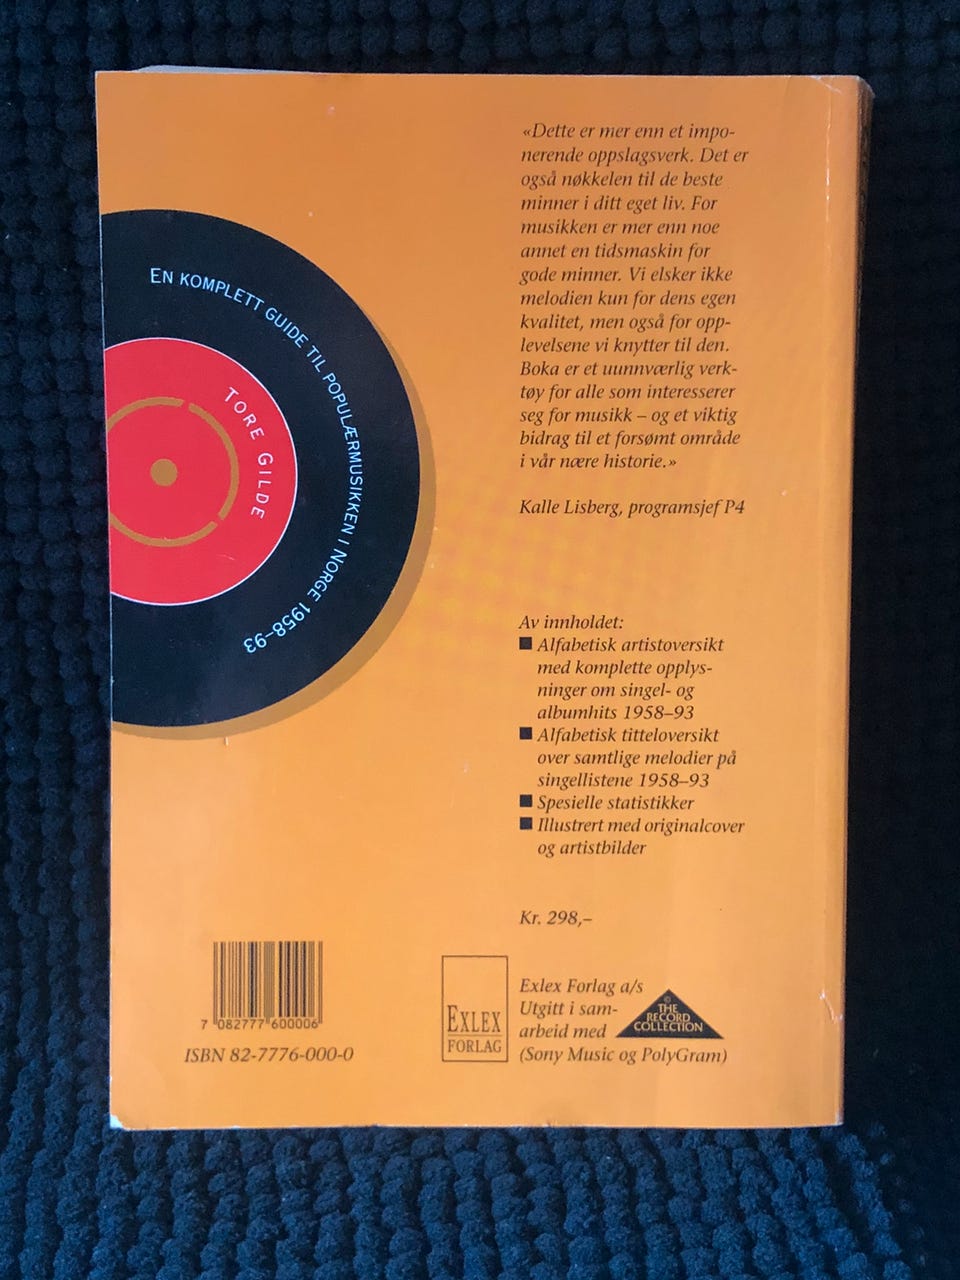 EN KOMPLETT GUIDE TIL POPULÆRMUSIKKEN I NORGE 1958–93
TORE GILDE
«Dette er mer enn et impo-
nerende oppslagsverk. Det er
også nøkkelen til de beste
minner i ditt eget liv. For
musikken er mer enn noe
annet en tidsmaskin for
gode minner. Vi elsker ikke
melodien kun for dens egen
kvalitet, men også for opp-
levelsene vi knytter til den.
Boka er et uunnværlig verk-
tøy for alle som interesserer
seg for musikk – og et viktig
bidrag til et forsømt område
i vår nære historie.»
Kalle Lisberg, programsjef P4
Av innholdet:
■ Alfabetisk artistoversikt
med komplette opplys-
ninger om singel- og
albumhits 1958–93
■ Alfabetisk titteloversikt
over samtlige melodier på
singellistene 1958–93
■ Spesielle statistikker
■ Illustrert med originalcover
og artistbilder
Kr. 298,–
7 082777 600006
ISBN 82-7776-000-0
EXLEX
FORLAG
Exlex Forlag a/s
Utgitt i sam-
arbeid med
(Sony Music og PolyGram)
©
THE
RECORD
COLLECTION